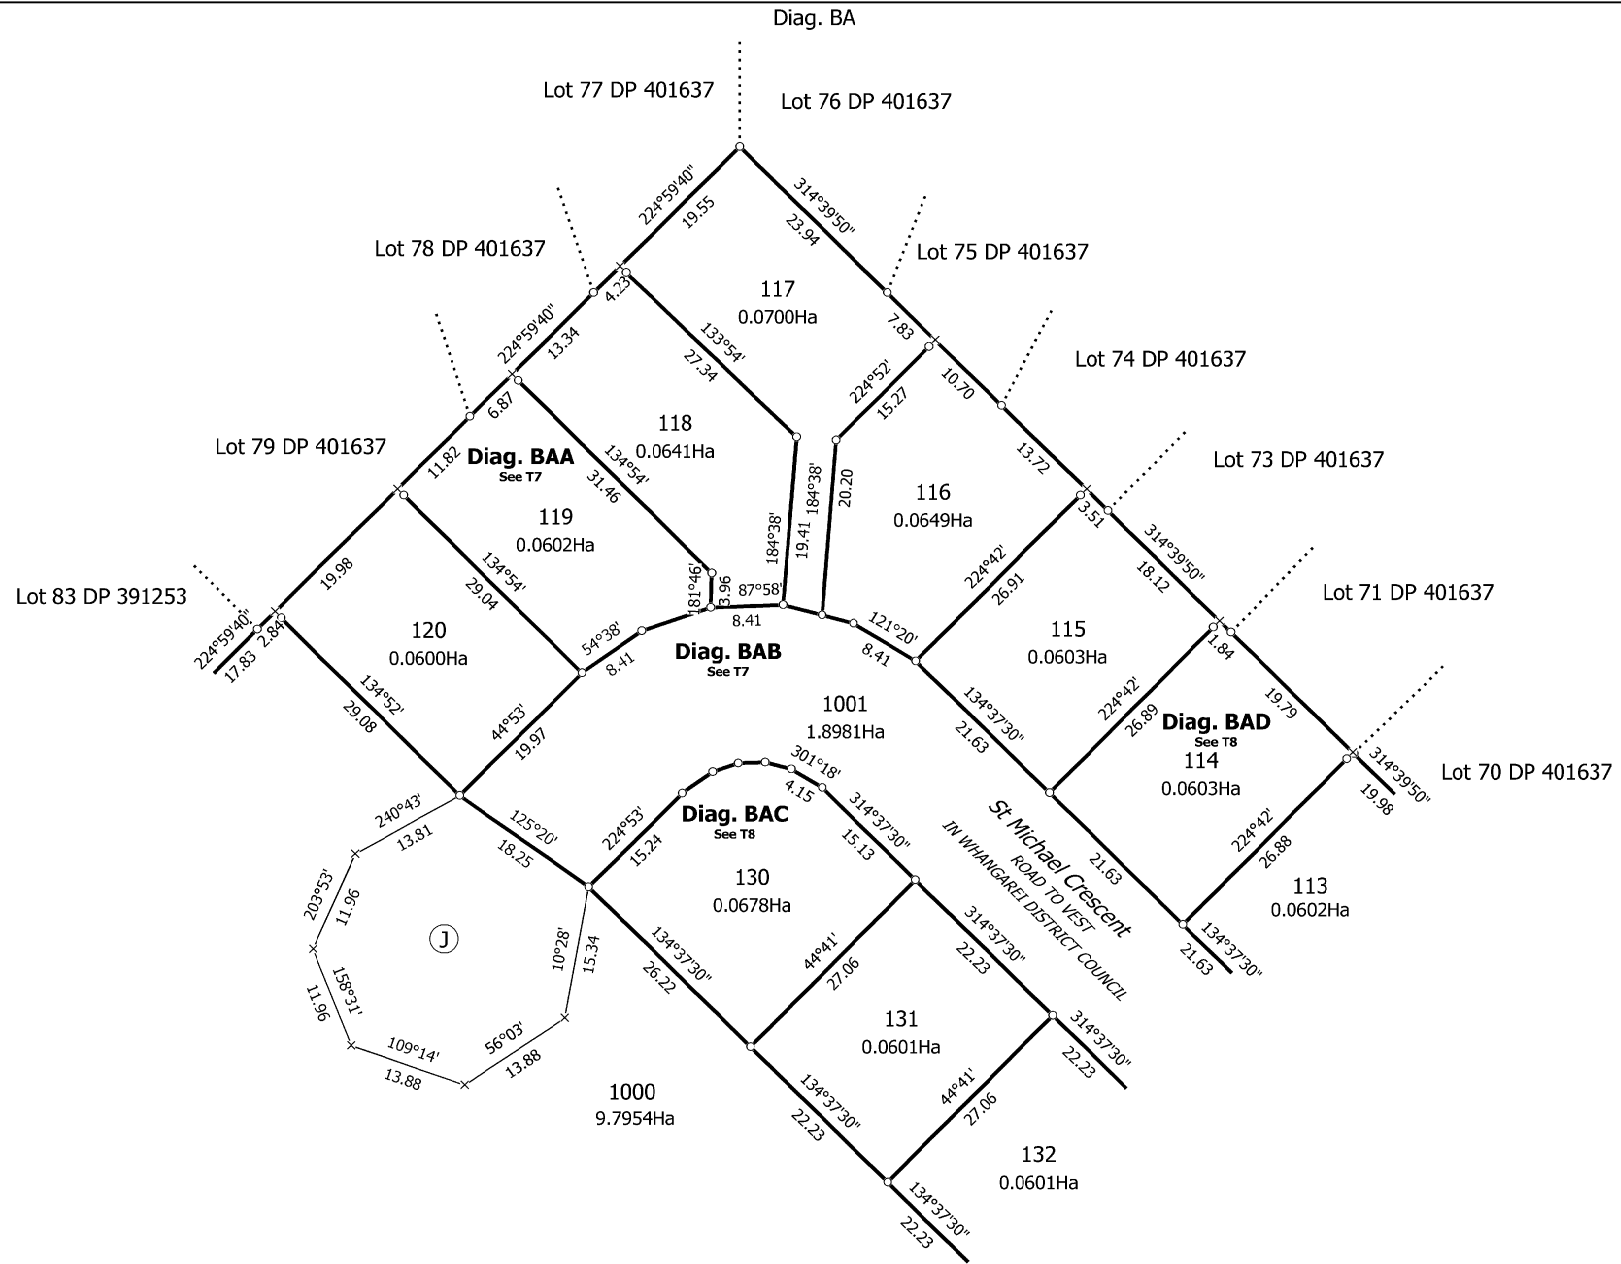 Diag. BA
Lot 77 DP 401637
Lot 76 DP 401637
224°59'40"
19.55
314°39'50"
23.94
Lot 78 DP 401637
Lot 75 DP 401637
4.23
117
0.0700Ha
7.83
224°59'40"
13.34
133°54'
27.34
224°52'
15.27
10.70
Lot 74 DP 401637
6.87
118
0.0641Ha
Lot 79 DP 401637
11.82
Diag. BAA
See T7
134°54'
31.46
184°38'
19.41
184°38'
20.20
13.72
Lot 73 DP 401637
116
0.0649Ha
3.51
119
0.0602Ha
314°39'50"
18.12
19.98
134°54'
29.04
181°46'
3.96
87°58'
8.41
224°42'
26.91
Lot 83 DP 391253
Lot 71 DP 401637
224°59'40"
17.83
2.84
120
0.0600Ha
54°38'
8.41
Diag. BAB
See T7
121°20'
8.41
115
0.0603Ha
1.84
134°52'
29.08
44°53'
19.97
1001
1.8981Ha
134°37'30"
21.63
224°42'
26.89
19.79
Diag. BAD
See T8
114
0.0603Ha
314°39'50"
19.98
Lot 70 DP 401637
301°18'
4.15
240°43'
13.81
125°20'
18.25
224°53'
15.24
Diag. BAC
See T8
314°37'30"
15.13
St Michael Crescent
ROAD TO VEST
IN WHANGAREI DISTRICT COUNCIL
21.63
224°42'
26.88
203°53'
11.96
130
0.0678Ha
113
0.0602Ha
J
10°28'
15.34
134°37'30"
26.22
44°41'
27.06
314°37'30"
22.23
134°37'30"
21.63
158°31'
11.96
131
0.0601Ha
109°14'
13.88
56°03'
13.88
314°37'30"
22.23
1000
9.7954Ha
134°37'30"
22.23
44°41'
27.06
132
0.0601Ha
134°37'30"
22.23